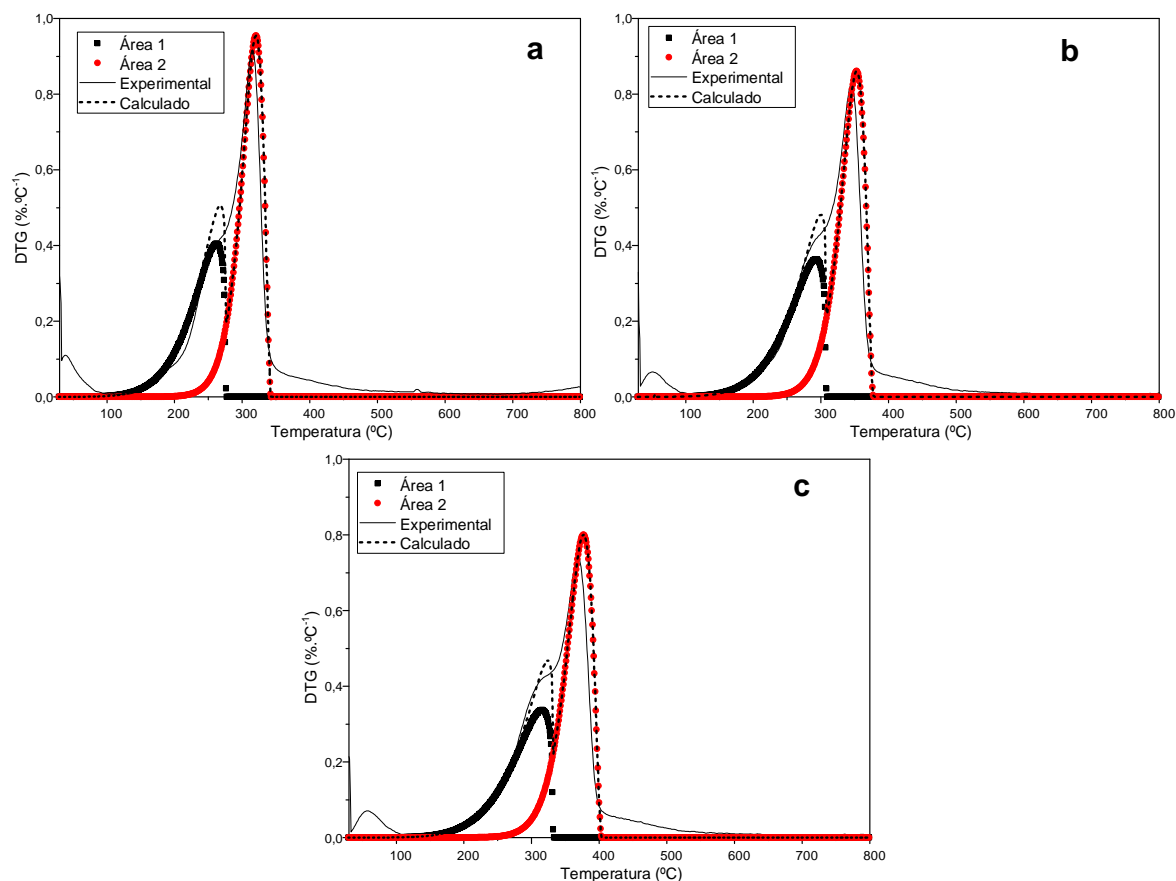 a
Área 1
Área 2
Experimental
Calculado
1,0
0,8
0,6
0,4
0,2
0,0
DTG (%.ºC⁻¹)
100 200 300 400 500 600 700 800
Temperatura (ºC)
b
Área 1
Área 2
Experimental
Calculado
1,0
0,8
0,6
0,4
0,2
0,0
DTG (%.ºC⁻¹)
100 200 300 400 500 600 700 800
Temperatura (ºC)
c
Área 1
Área 2
Experimental
Calculado
1,0
0,8
0,6
0,4
0,2
0,0
DTG (%.ºC⁻¹)
100 200 300 400 500 600 700 800
Temperatura (ºC)